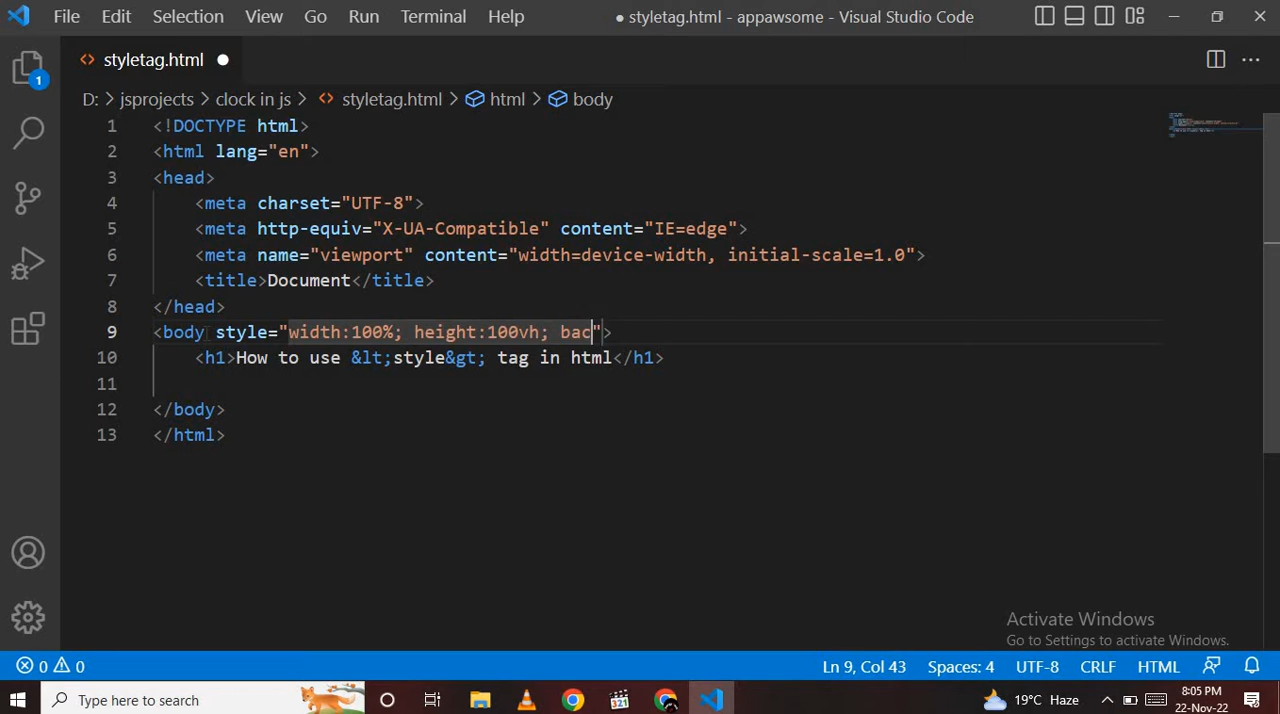 File Edit Selection View Go Run Terminal Help ● styletag.html - appawsome - Visual Studio Code
styletag.html
1
D: > jsprojects > clock in js > styletag.html > html > body
1 <!DOCTYPE html>
2 <html lang="en">
3 <head>
4 <meta charset="UTF-8">
5 <meta http-equiv="X-UA-Compatible" content="IE=edge">
6 <meta name="viewport" content="width=device-width, initial-scale=1.0">
7 <title>Document</title>
8 </head>
9 <body style="width:100%; height:100vh; bac">
10 <h1>How to use &lt;style&gt; tag in html</h1>
11
12 </body>
13 </html>
Activate Windows
Go to Settings to activate Windows.
0 0 Ln 9, Col 43 Spaces: 4 UTF-8 CRLF HTML
Type here to search 321 19°C Haze 8:05 PM
22-Nov-22